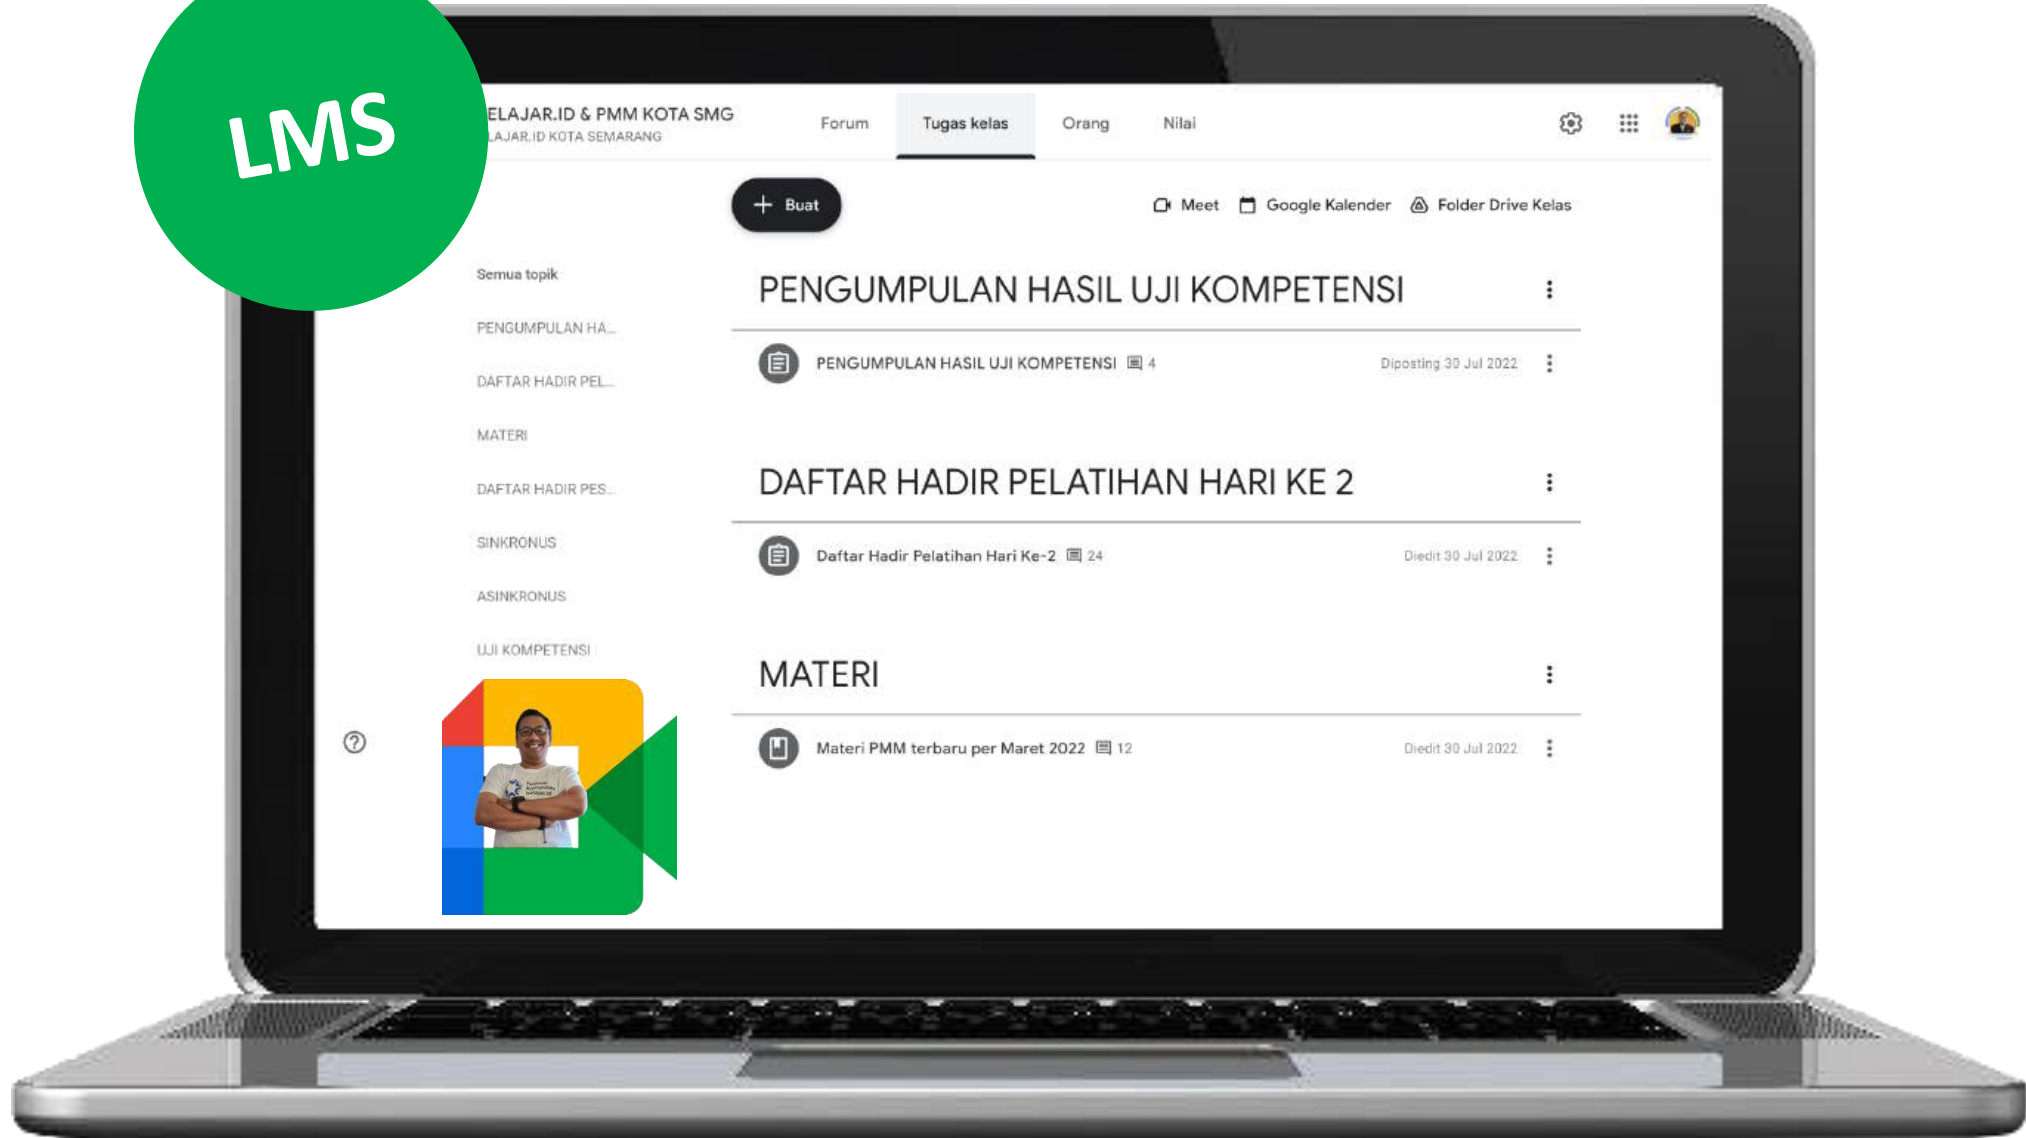 LMS
ELAJAR.ID & PMM KOTA SMG
LAJAR.ID KOTA SEMARANG
Forum
Tugas kelas
Orang
Nilai
Buat
Meet
Google Kalender
Folder Drive Kelas
Semua topik
PENGUMPULAN HA...
DAFTAR HADIR PEL...
MATERI
DAFTAR HADIR PES...
SINKRONUS
ASINKRONUS
UJI KOMPETENSI
PENGUMPULAN HASIL UJI KOMPETENSI
PENGUMPULAN HASIL UJI KOMPETENSI 4
Diposting 30 Jul 2022
DAFTAR HADIR PELATIHAN HARI KE 2
Daftar Hadir Pelatihan Hari Ke-2 24
Diedit 30 Jul 2022
MATERI
Materi PMM terbaru per Maret 2022 12
Diedit 30 Jul 2022